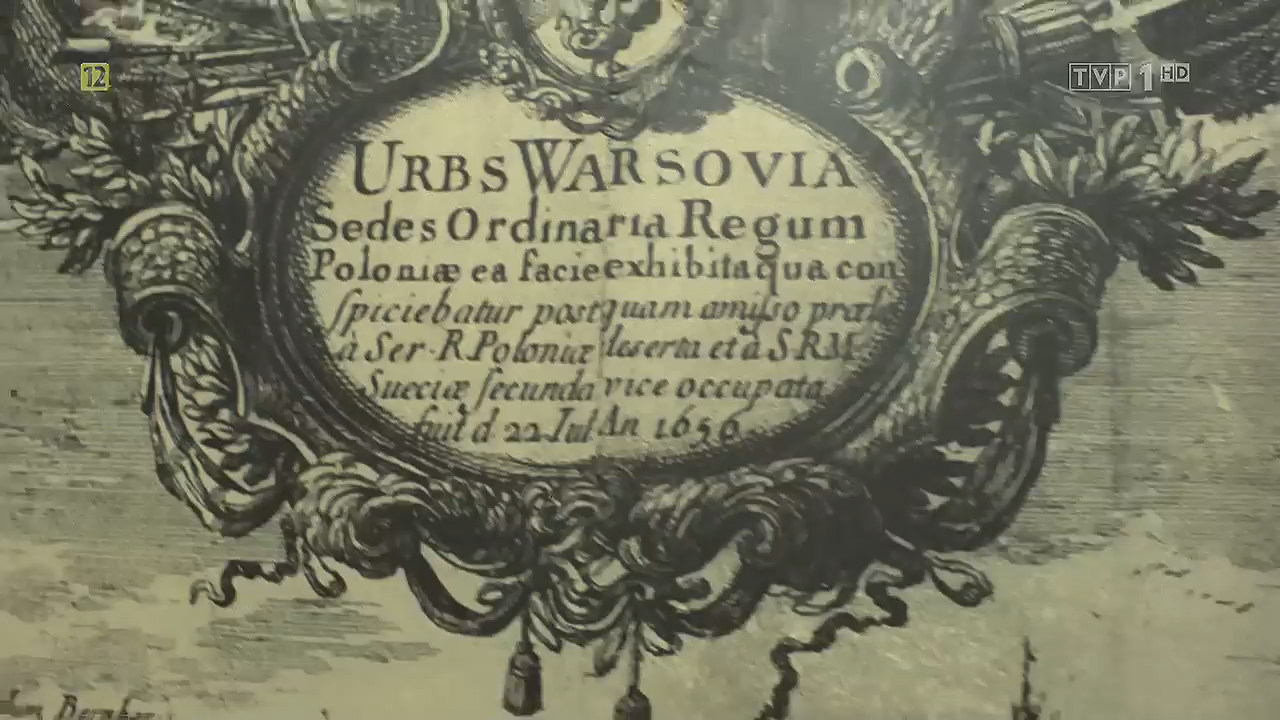 12
TVP 1 HD
URBS WARSOVIA
Sedes Ordinaria Regum
Poloniæ ea facie exhibita qua con
ſpiciebatur postquam amiſso
à Ser. R. Poloniæ deserta et à S.R.M.
Sueciæ ſecunda vice occupata
fuit d 22 Jul An 1656